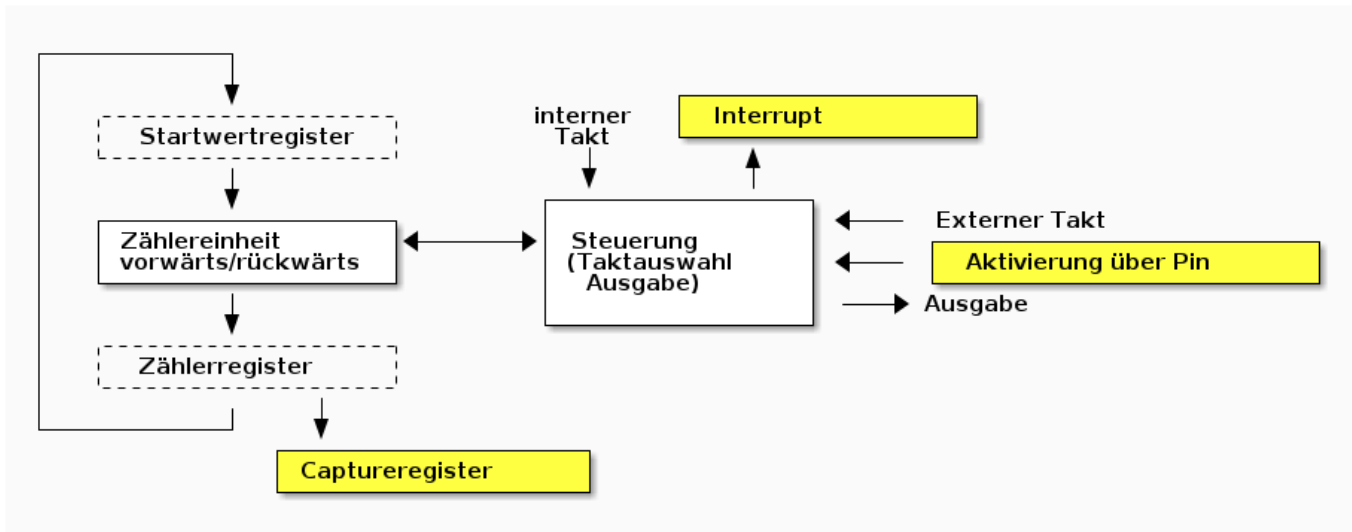 Startwertregister
interner
Takt
Interrupt
Zählereinheit
vorwärts/rückwärts
Steuerung
(Taktauswahl
Ausgabe)
Externer Takt
Aktivierung über Pin
Ausgabe
Zählerregister
Captureregister